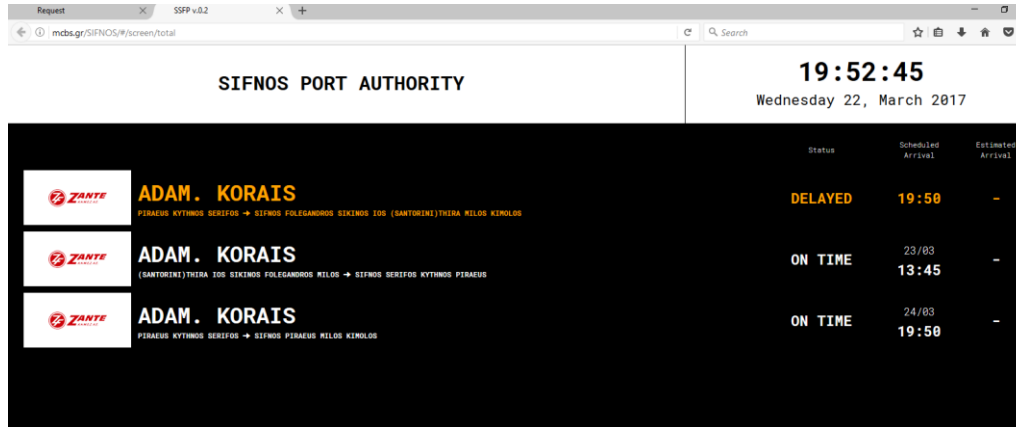 Request
SSFP v.0.2
mcbs.gr/SIFNOS/#/screen/total
Search
SIFNOS PORT AUTHORITY
19:52:45
Wednesday 22, March 2017
Status
Scheduled Arrival
Estimated Arrival
ZANTE
ADAM. KORAIS
PIRAEUS KYTHNOS SERIFOS → SIFNOS FOLEGANDROS SIKINOS IOS (SANTORINI)THIRA MILOS KIMOLOS
DELAYED
19:50
-
ZANTE
ADAM. KORAIS
(SANTORINI)THIRA IOS SIKINOS FOLEGANDROS MILOS → SIFNOS SERIFOS KYTHNOS PIRAEUS
ON TIME
23/03
13:45
-
ZANTE
ADAM. KORAIS
PIRAEUS KYTHNOS SERIFOS → SIFNOS PIRAEUS MILOS KIMOLOS
ON TIME
24/03
19:50
-